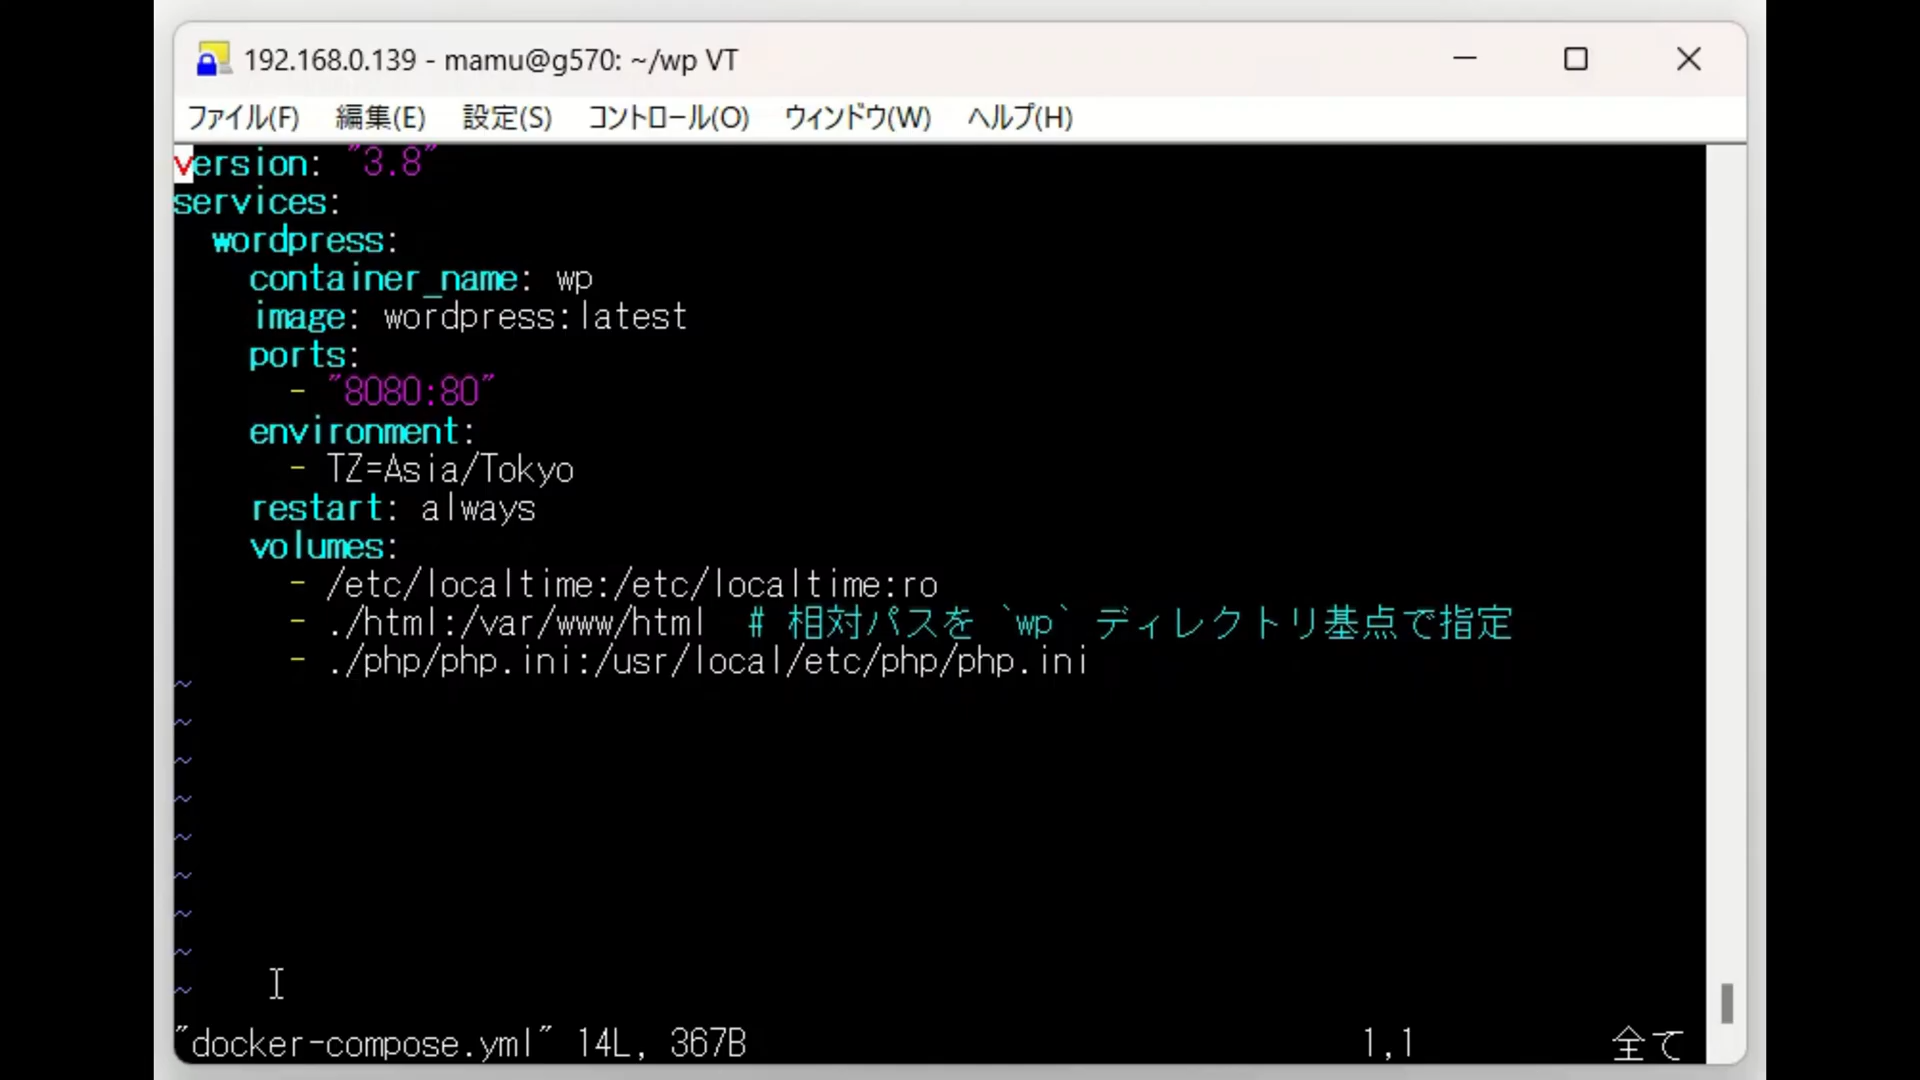 192.168.0.139 - mamu@g570: ~/wp VT
ファイル(F) 編集(E) 設定(S) コントロール(O) ウィンドウ(W) ヘルプ(H)
version: "3.8"
services:
  wordpress:
    container_name: wp
    image: wordpress:latest
    ports:
      - "8080:80"
    environment:
      - TZ=Asia/Tokyo
    restart: always
    volumes:
      - /etc/localtime:/etc/localtime:ro
      - ./html:/var/www/html  # 相対パスを `wp` ディレクトリ基点で指定
      - ./php/php.ini:/usr/local/etc/php/php.ini
~
~
~
~
~
~
~
~
~
"docker-compose.yml" 14L, 367B 1,1 全て